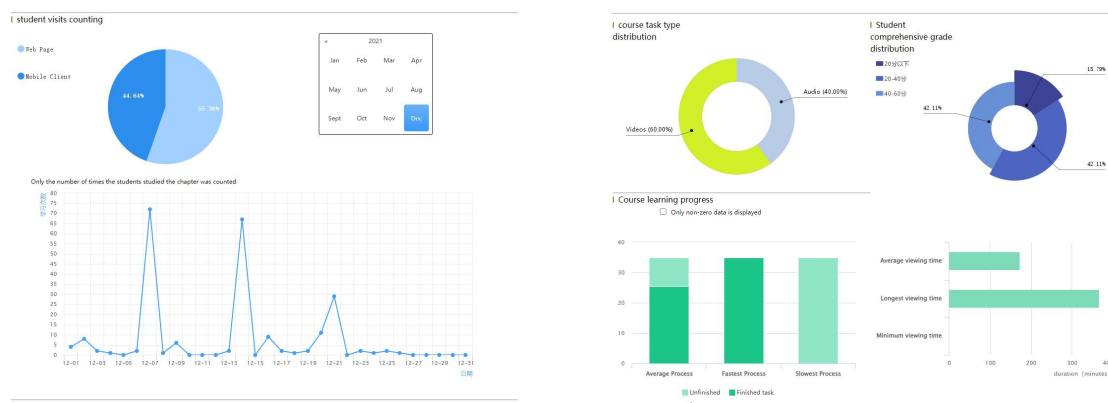 student visits counting
Web Page
Mobile Client
44.64%
55.36%
«
2021
Jan Feb Mar Apr
May Jun Jul Aug
Sept Oct Nov Dec
Only the number of times the students studied the chapter was counted
80
75
70
65
60
55
50
45
40
35
30
25
20
15
10
5
0
12-01 12-03 12-05 12-07 12-09 12-11 12-13 12-15 12-17 12-19 12-21 12-23 12-25 12-27 12-29 12-31
日期
course task type
distribution
Audio (40.00%)
Videos (60.00%)
Student
comprehensive grade
distribution
20分以下
20-40分
40-60分
15.79%
42.11%
42.11%
Course learning progress
Only non-zero data is displayed
40
30
20
10
0
Average Process Fastest Process Slowest Process
Unfinished Finished task
Average viewing time
Longest viewing time
Minimum viewing time
0 100 200 300
duration (minutes